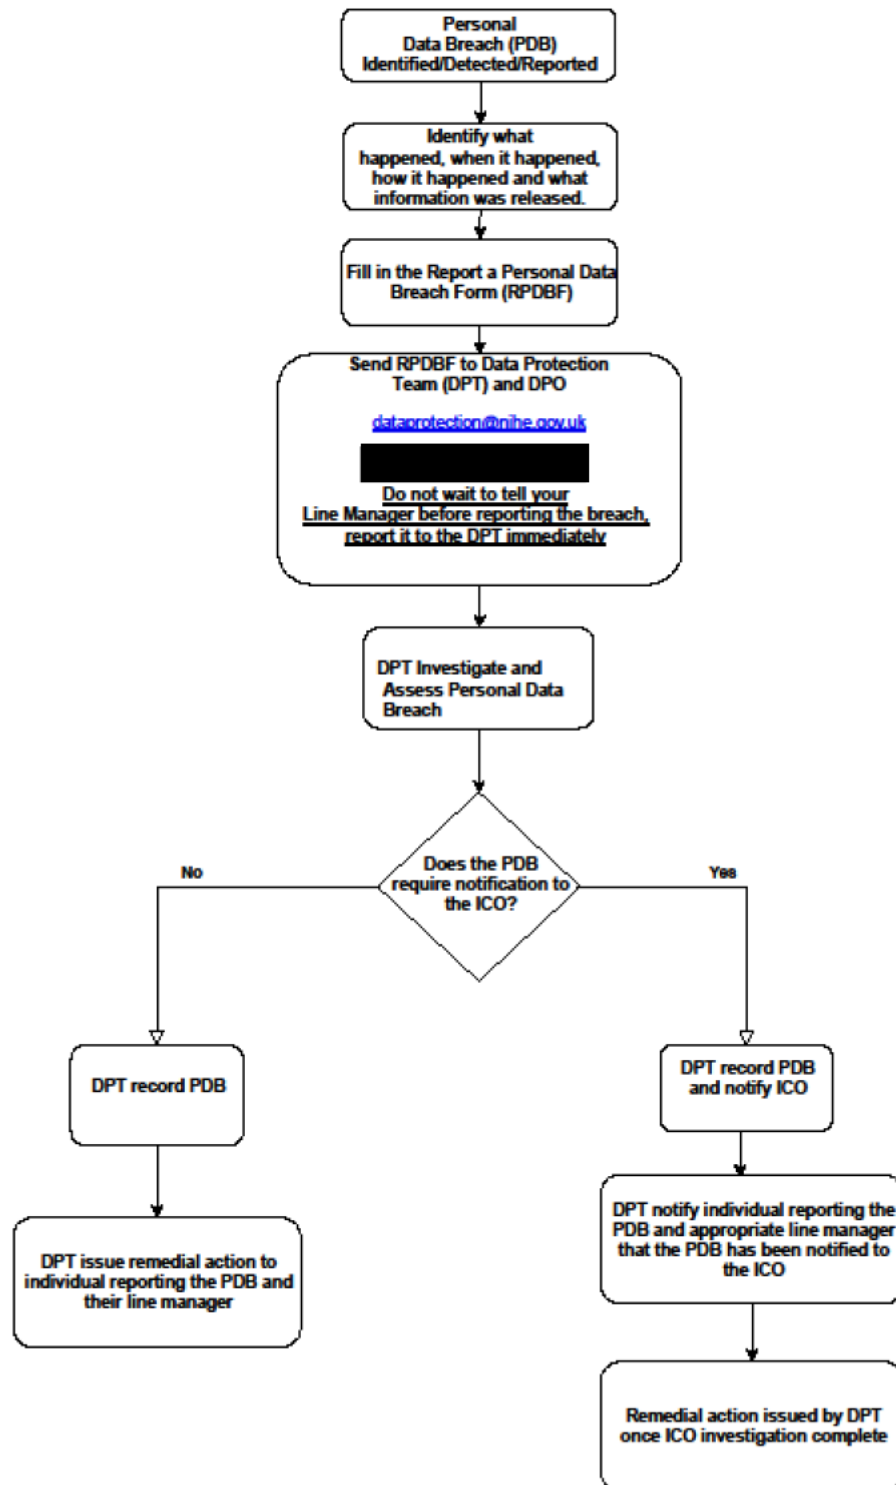 Personal
Data Breach (PDB)
Identified/Detected/Reported
Identify what
happened, when it happened,
how it happened and what
information was released.
Fill in the Report a Personal Data
Breach Form (RPDBF)
Send RPDBF to Data Protection
Team (DPT) and DPO
dataprotection@nihe.gov.uk
Do not wait to tell your
Line Manager before reporting the breach,
report it to the DPT immediately
DPT Investigate and
Assess Personal Data
Breach
Does the PDB
require notification to
the ICO?
No
Yes
DPT record PDB
DPT issue remedial action to
individual reporting the PDB and
their line manager
DPT record PDB
and notify ICO
DPT notify individual reporting the
PDB and appropriate line manager
that the PDB has been notified to
the ICO
Remedial action issued by DPT
once ICO investigation complete